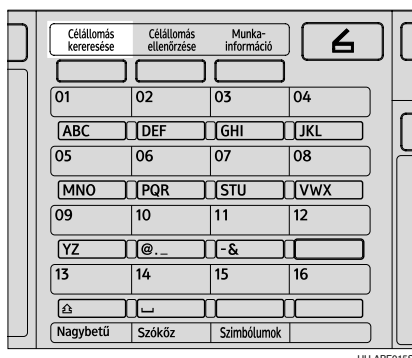 Célállomás
keresesése
Célállomás
ellenőrzése
Munka-
információ
01 02 03 04
ABC DEF GHI JKL
05 06 07 08
MNO PQR STU VWX
09 10 11 12
YZ @._ -&
13 14 15 16
Nagybetű Szóköz Szimbólumok